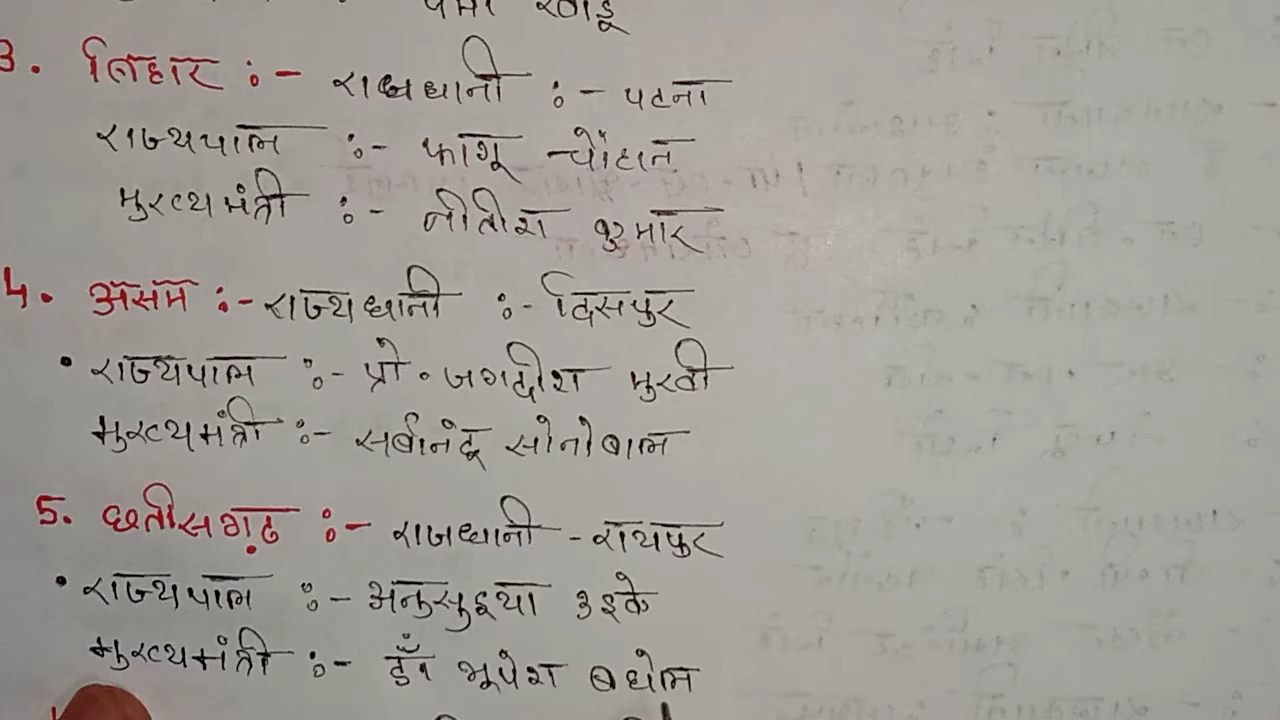 पेमा खांडू
3. बिहार :- राजधानी :- पटना
राज्यपाल :- फागू चौहान
मुख्यमंत्री :- नीतीश कुमार
4. असम :- राज्यधानी :- दिसपुर
• राज्यपाल :- प्रो. जगदीश मुखी
मुख्यमंत्री :- सर्बानंद सोनोबाल
5. छतीसगढ़ :- राजधानी - रायपुर
• राज्यपाल :- अनुसुइया उइके
मुख्यमंत्री :- डॉ भूपेश बघेल